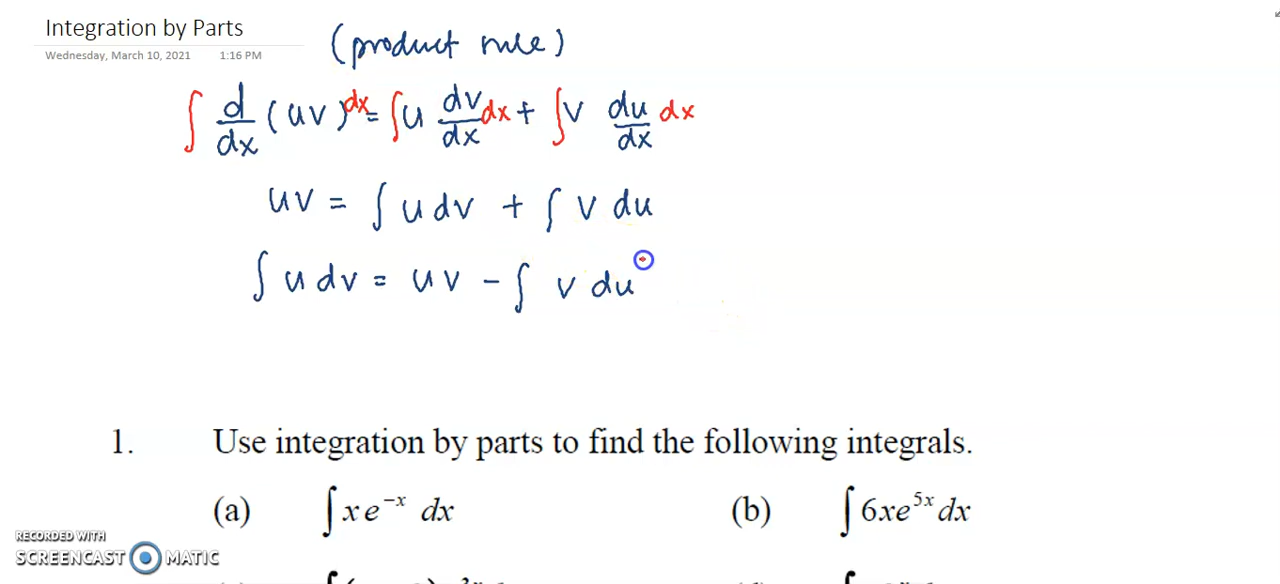 Integration by Parts
Wednesday, March 10, 2021 1:16 PM
(product rule)
∫ d/dx (uv) dx = ∫ u dv/dx dx + ∫ v du/dx dx
uv = ∫ u dv + ∫ v du
∫ u dv = uv - ∫ v du
1. Use integration by parts to find the following integrals.
(a) ∫ xe⁻ˣ dx (b) ∫ 6xe⁵ˣ dx
RECORDED WITH
SCREENCAST MATIC